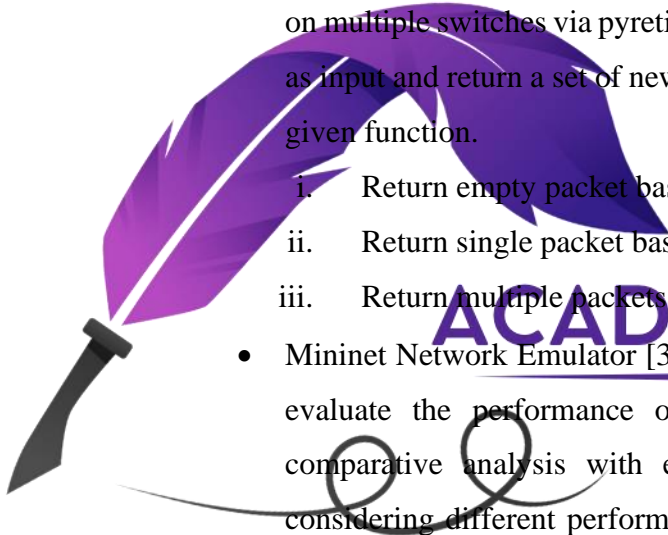 on multiple switches via pyreti
as input and return a set of new
given function.
i. Return empty packet bas
ii. Return single packet bas
iii. Return multiple packets
ACAD
• Mininet Network Emulator [3
evaluate the performance o
comparative analysis with e
considering different perform